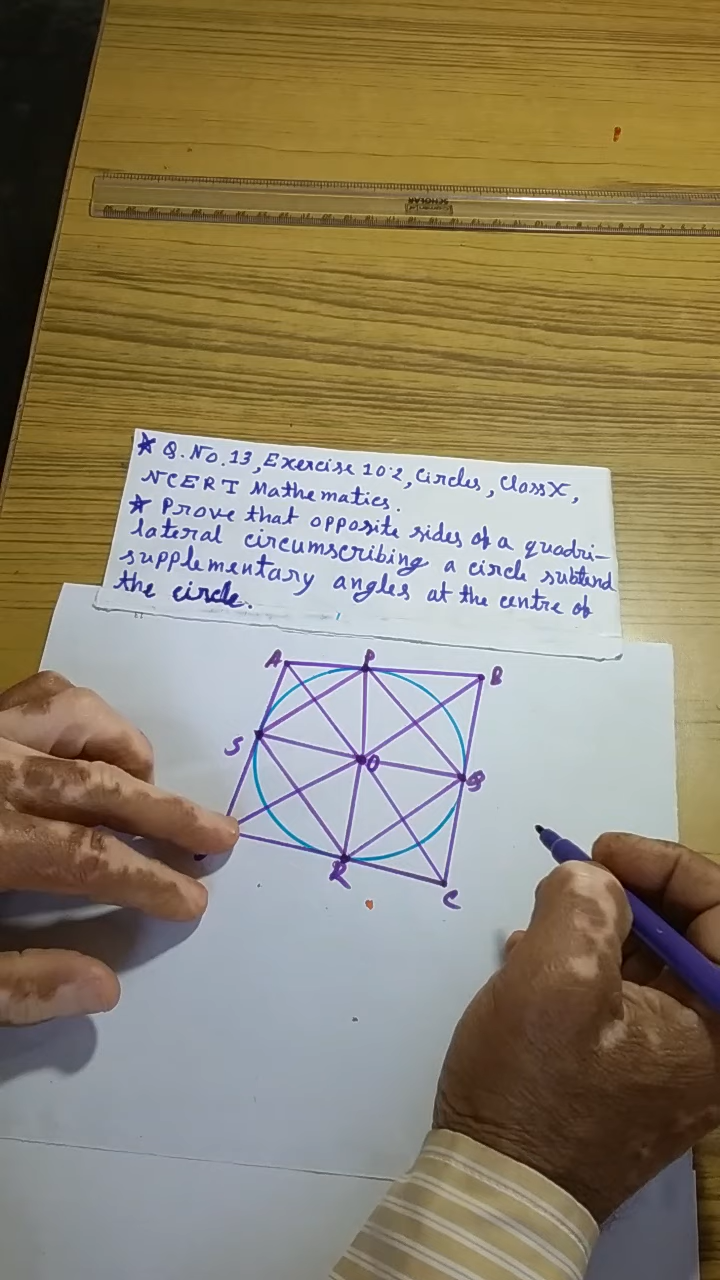 ★ Q.No.13, Exercise 10.2, Circles, Class X,
NCERT Mathematics.
★ Prove that opposite sides of a quadri-
lateral circumscribing a circle subtend
supplementary angles at the centre of
the circle.
A P B
S O Q
R C